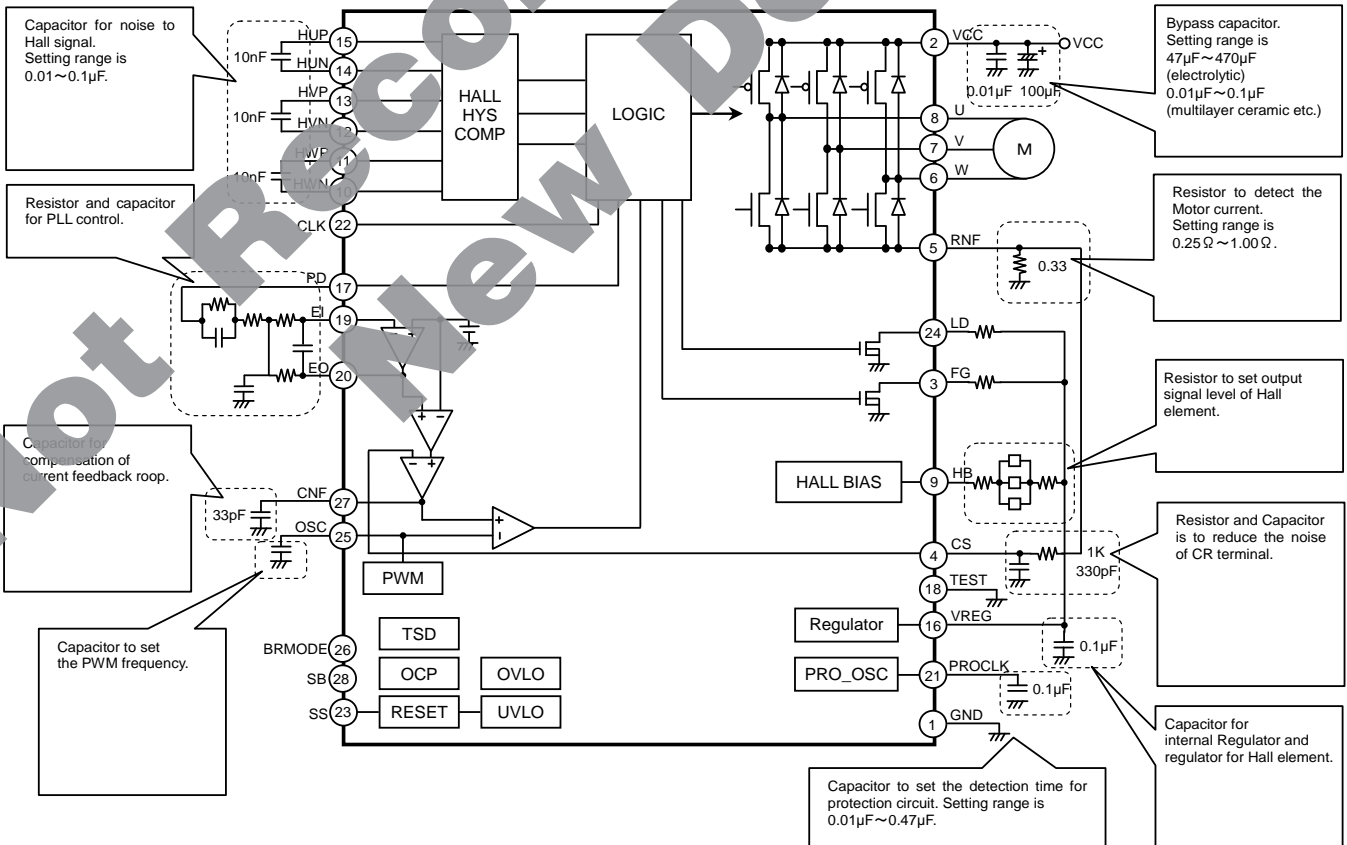 Capacitor for noise to
Hall signal.
Setting range is
0.01～0.1µF.
Resistor and capacitor
for PLL control.
Capacitor for
compensation of
current feedback roop.
Capacitor to set
the PWM frequency.
10nF
10nF
10nF
33pF
HUP
15
HUN
14
HVP
13
HVN
12
HWP
11
HWN
10
CLK
22
PD
17
EI
19
EO
20
CNF
27
OSC
25
BRMODE
26
SB
28
SS
23
HALL
HYS
COMP
LOGIC
+
-
+
-
+
+
-
PWM
TSD
OCP
OVLO
RESET
UVLO
HALL BIAS
Regulator
PRO_OSC
2
VCC
VCC
+
0.01µF
100µF
8
U
7
V
6
W
M
5
RNF
0.33
24
LD
3
FG
9
HB
4
CS
1K
330pF
18
TEST
16
VREG
0.1µF
21
PROCLK
0.1µF
1
GND
Bypass capacitor.
Setting range is
47µF～470µF
(electrolytic)
0.01µF～0.1µF
(multilayer ceramic etc.)
Resistor to detect the
Motor current.
Setting range is
0.25Ω～1.00Ω.
Resistor to set output
signal level of Hall
element.
Resistor and Capacitor
is to reduce the noise
of CR terminal.
Capacitor for
internal Regulator and
regulator for Hall element.
Capacitor to set the detection time for
protection circuit. Setting range is
0.01µF～0.47µF.
New